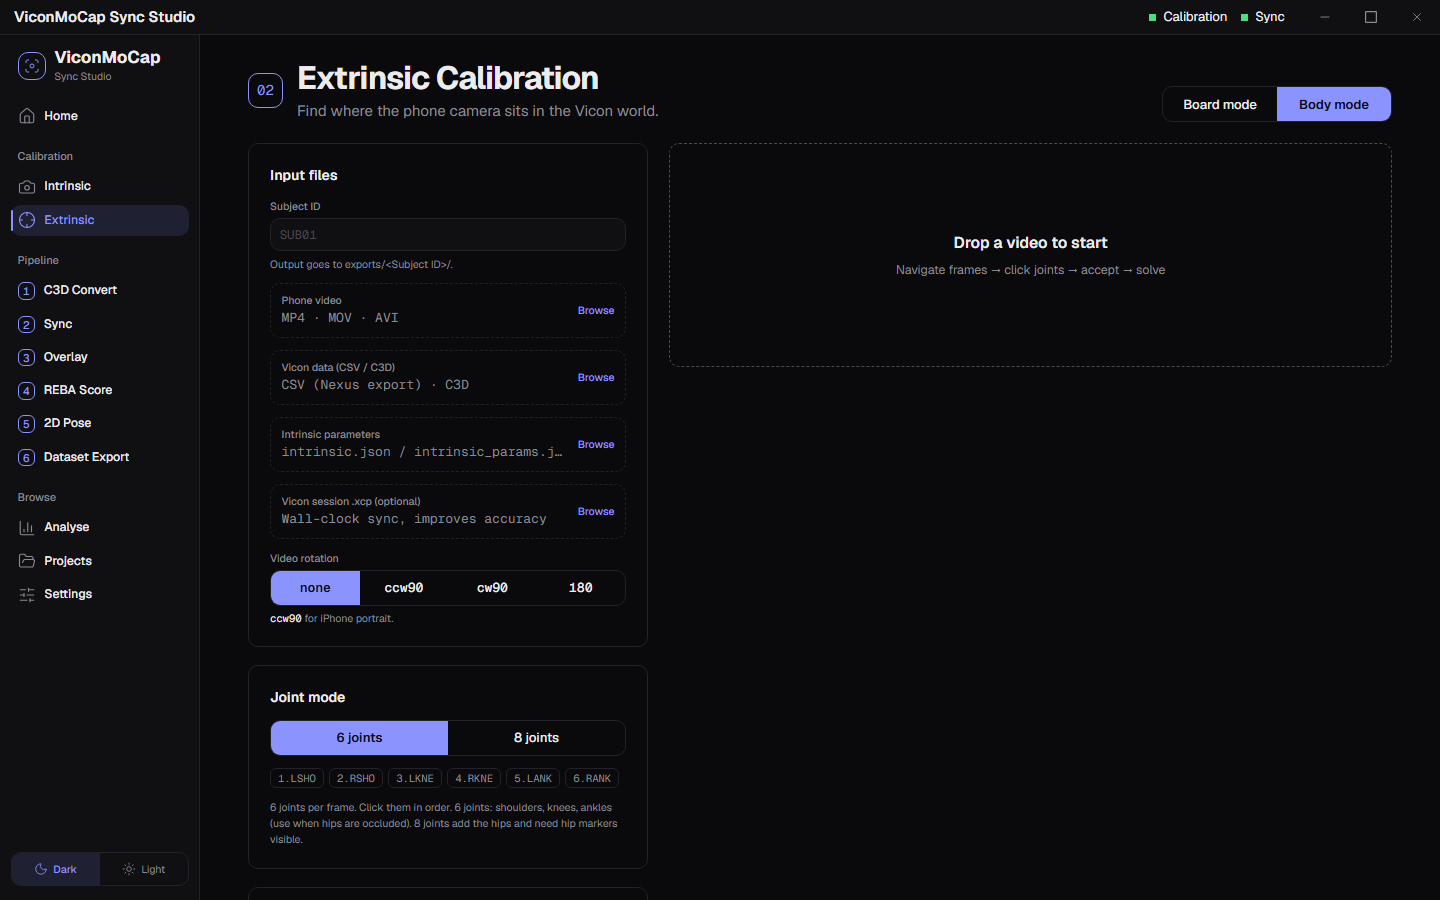 ViconMoCap Sync Studio
Calibration
Sync
ViconMoCap
Sync Studio
Home
Calibration
Intrinsic
Extrinsic
Pipeline
1 C3D Convert
2 Sync
3 Overlay
4 REBA Score
5 2D Pose
6 Dataset Export
Browse
Analyse
Projects
Settings
Dark
Light
02
Extrinsic Calibration
Find where the phone camera sits in the Vicon world.
Board mode
Body mode
Input files
Subject ID
SUB01
Output goes to exports/<Subject ID>/.
Phone video
MP4 · MOV · AVI
Browse
Vicon data (CSV / C3D)
CSV (Nexus export) · C3D
Browse
Intrinsic parameters
intrinsic.json / intrinsic_params.j…
Browse
Vicon session .xcp (optional)
Wall-clock sync, improves accuracy
Browse
Video rotation
none
ccw90
cw90
180
ccw90 for iPhone portrait.
Joint mode
6 joints
8 joints
1.LSHO
2.RSHO
3.LKNE
4.RKNE
5.LANK
6.RANK
6 joints per frame. Click them in order. 6 joints: shoulders, knees, ankles
(use when hips are occluded). 8 joints add the hips and need hip markers
visible.
Drop a video to start
Navigate frames → click joints → accept → solve